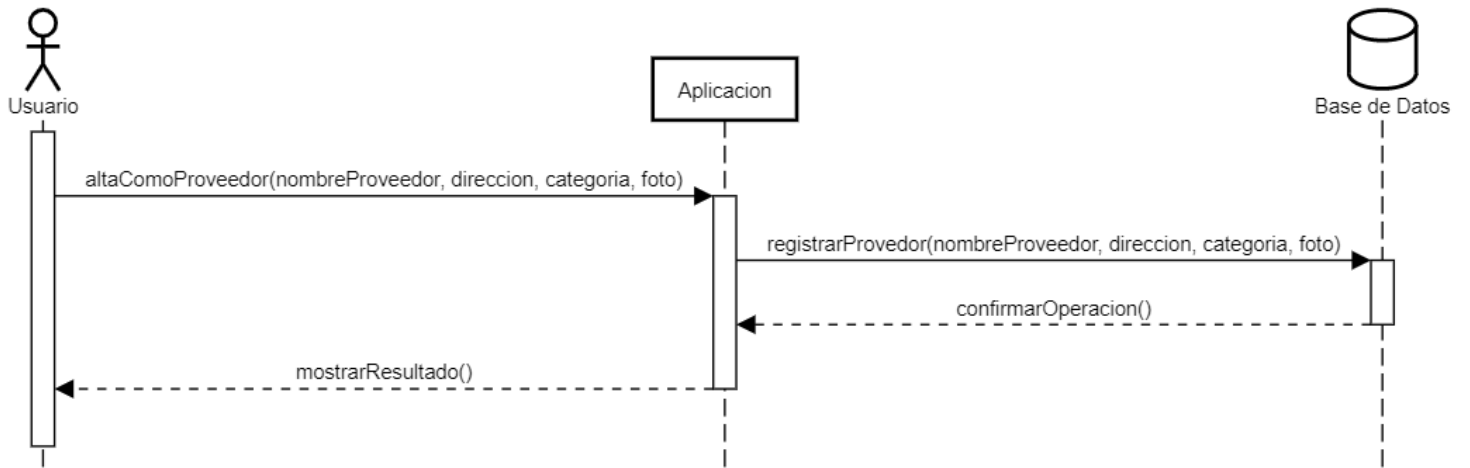 Usuario
Aplicacion
Base de Datos
altaComoProveedor(nombreProveedor, direccion, categoria, foto)
registrarProvedor(nombreProveedor, direccion, categoria, foto)
confirmarOperacion()
mostrarResultado()